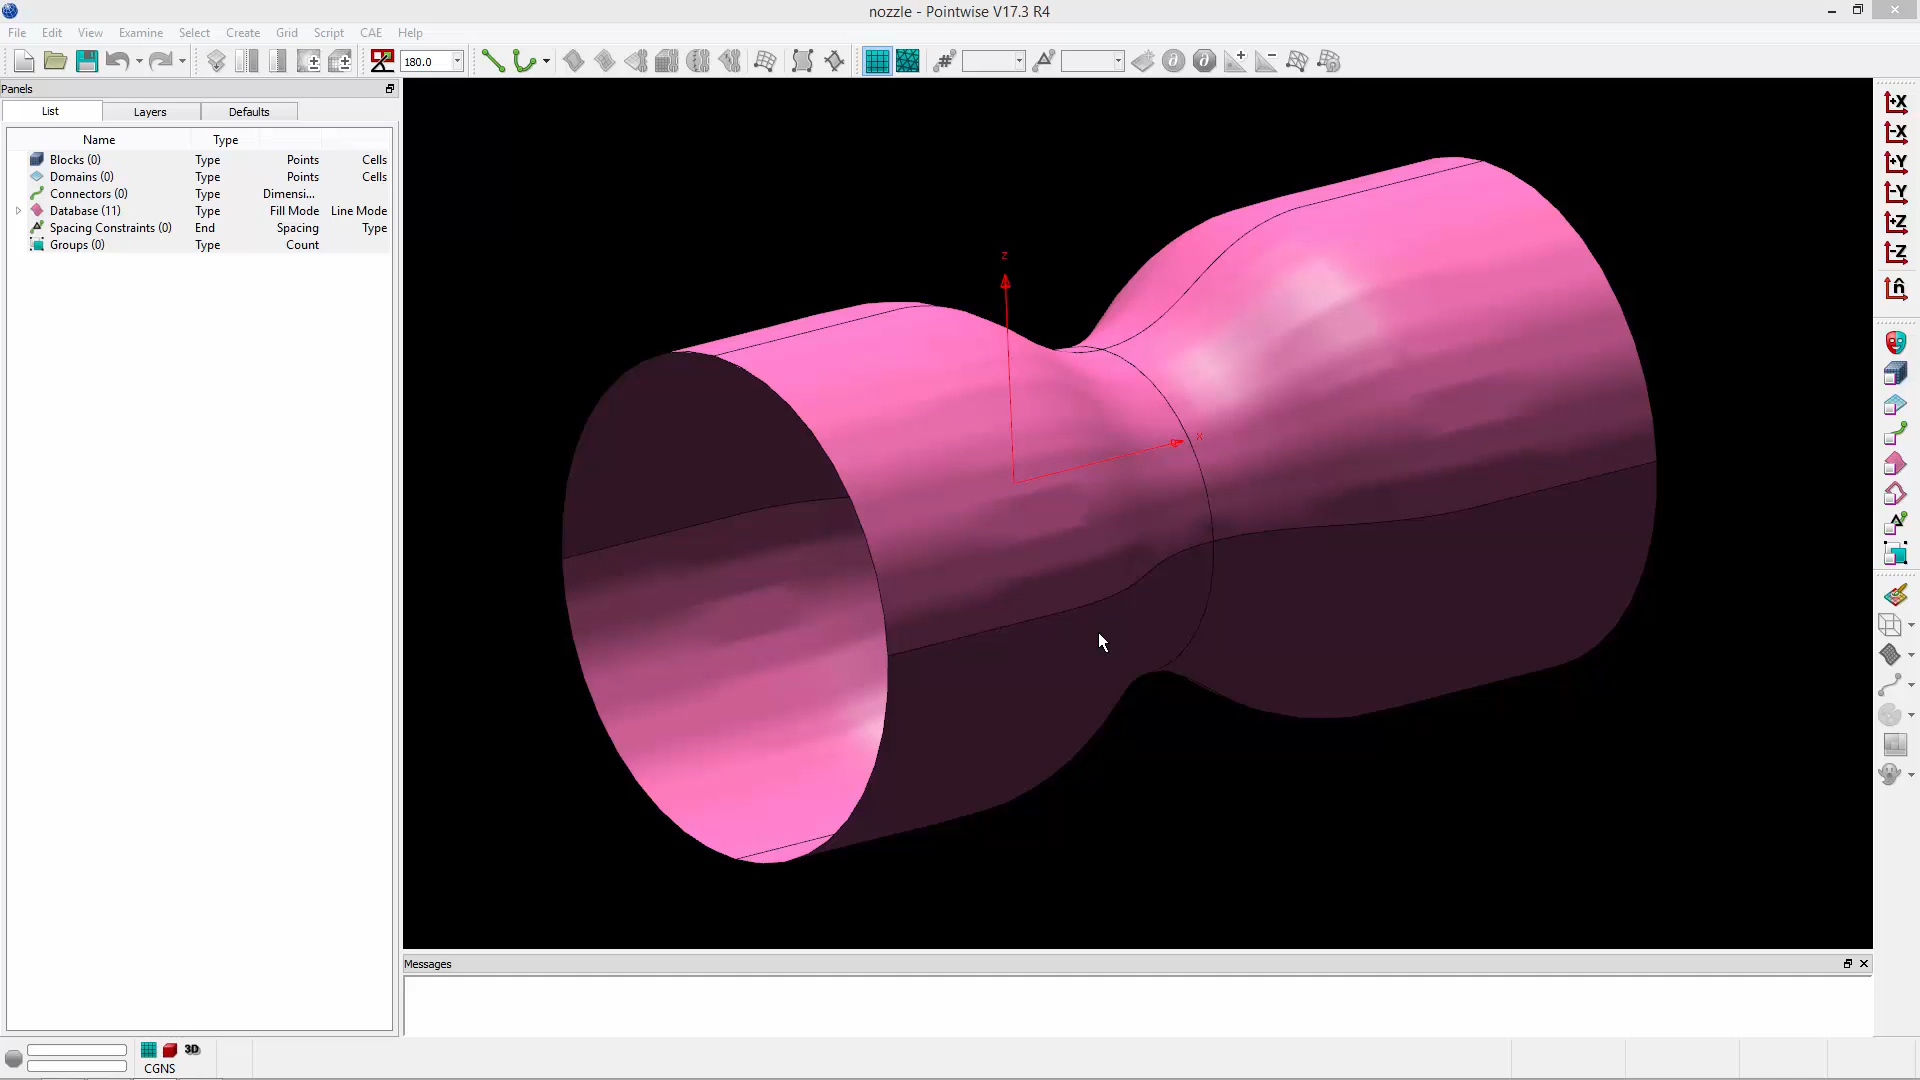 nozzle - Pointwise V17.3 R4
File Edit View Examine Select Create Grid Script CAE Help
180.0
Panels
List Layers Defaults
Name Type
Blocks (0) Type Points Cells
Domains (0) Type Points Cells
Connectors (0) Type Dimensi...
Database (11) Type Fill Mode Line Mode
Spacing Constraints (0) End Spacing Type
Groups (0) Type Count
z
x
+X
-X
+Y
-Y
+Z
-Z
n̂
Messages
3D
CGNS